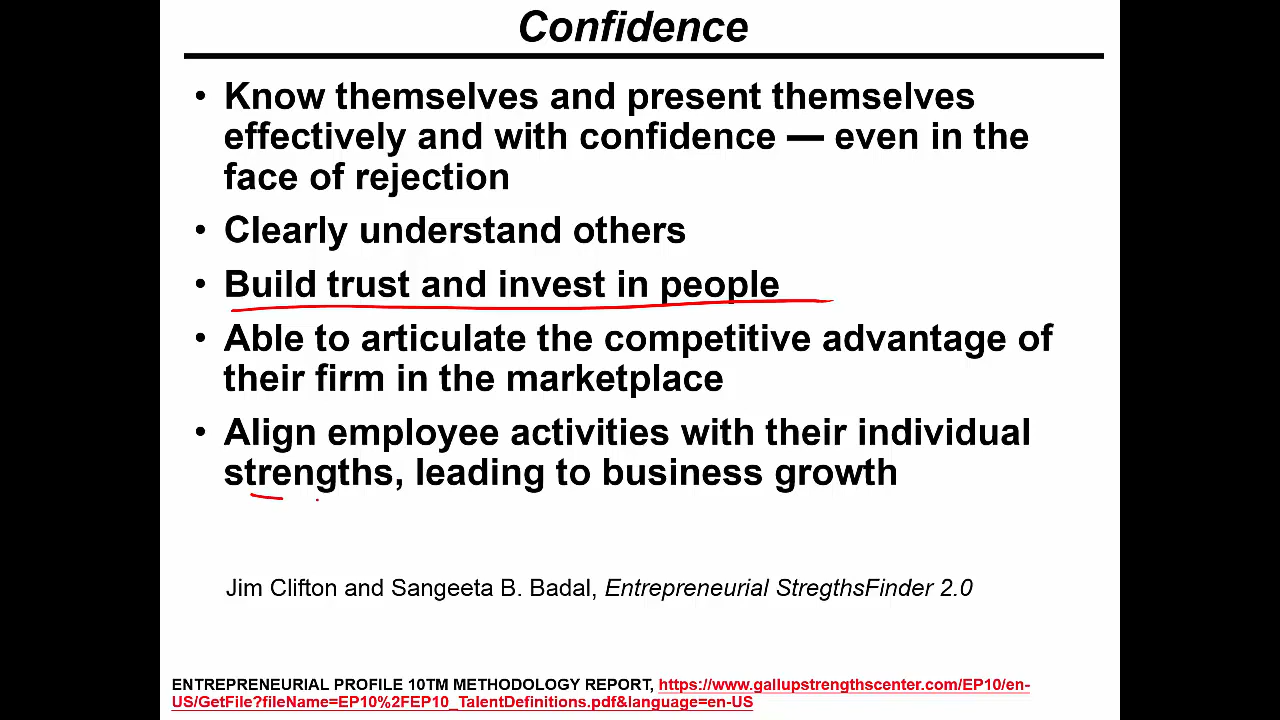 Confidence
• Know themselves and present themselves
effectively and with confidence — even in the
face of rejection
• Clearly understand others
• Build trust and invest in people
• Able to articulate the competitive advantage of
their firm in the marketplace
• Align employee activities with their individual
strengths, leading to business growth
Jim Clifton and Sangeeta B. Badal, Entrepreneurial StregthsFinder 2.0
ENTREPRENEURIAL PROFILE 10TM METHODOLOGY REPORT, https://www.gallupstrengthscenter.com/EP10/en-
US/GetFile?fileName=EP10%2FEP10_TalentDefinitions.pdf&language=en-US